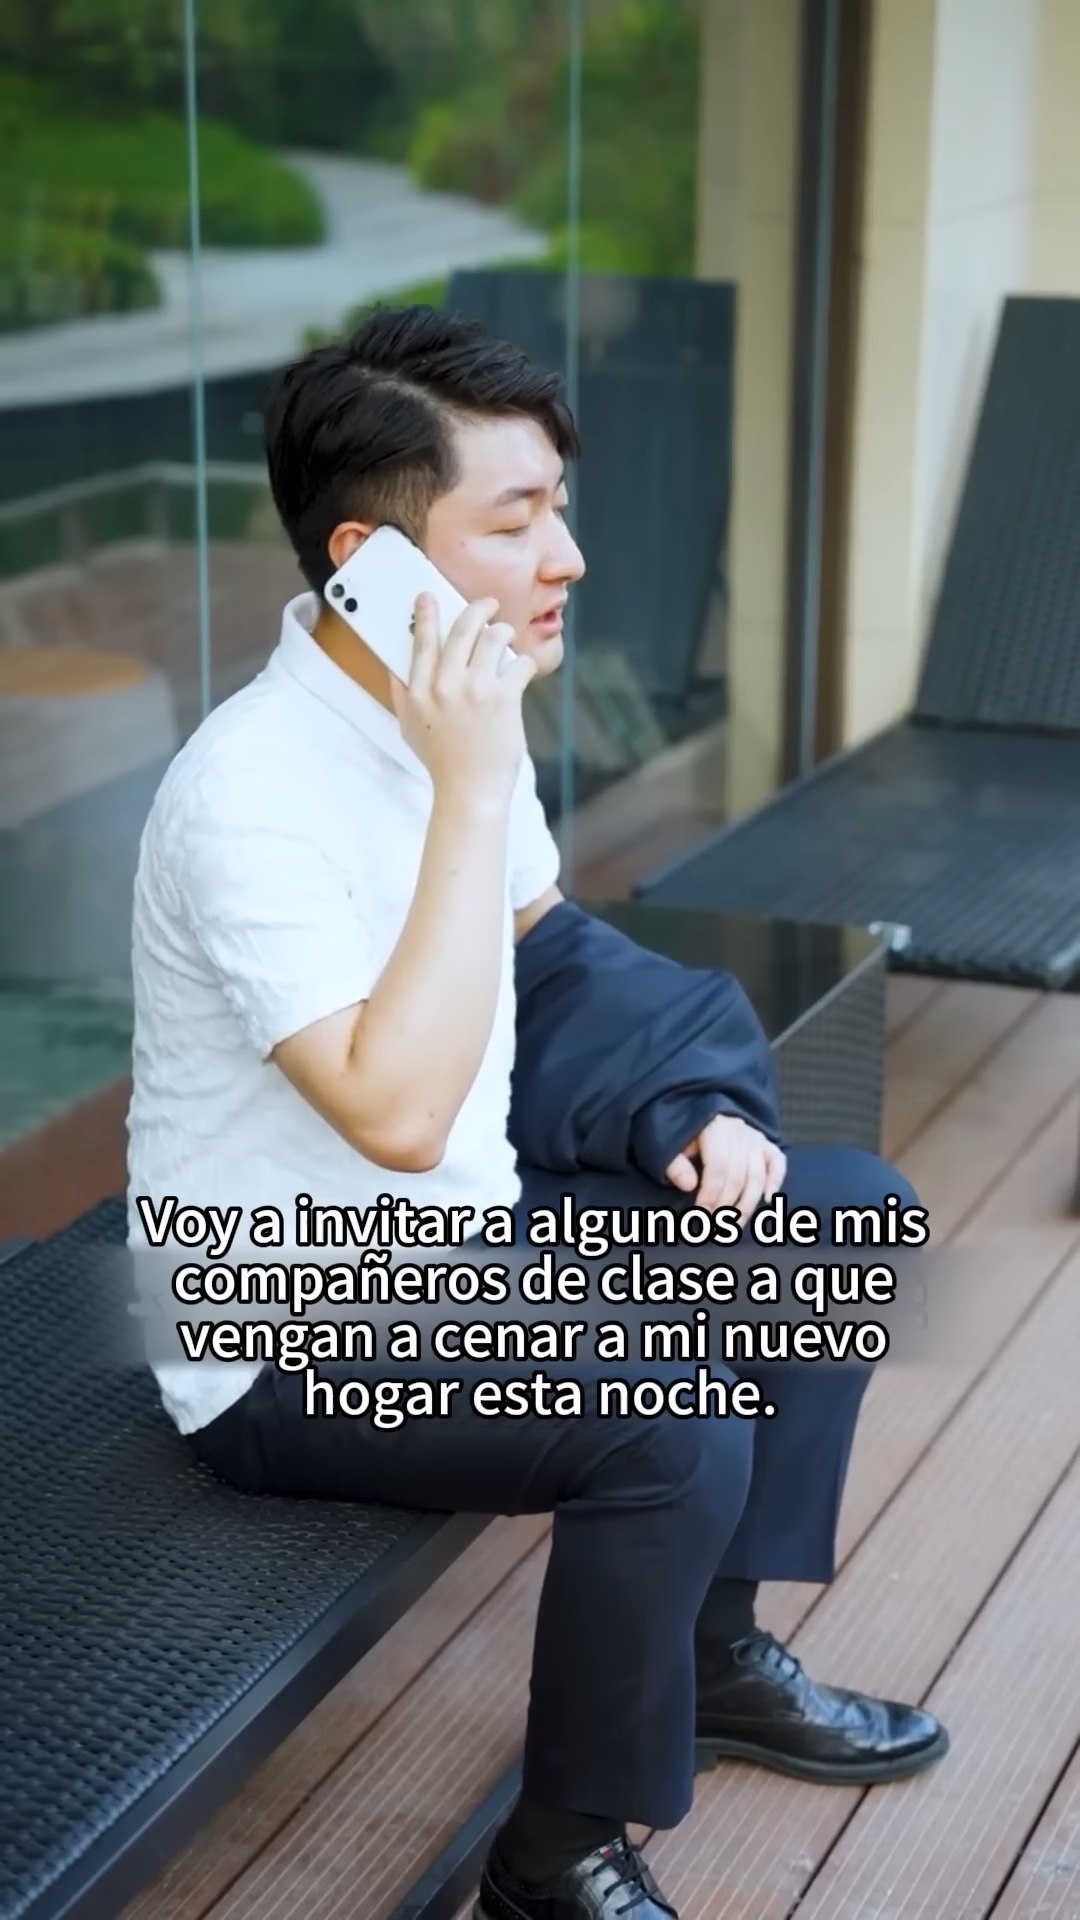 Voy a invitar a algunos de mis
compañeros de clase a que
vengan a cenar a mi nuevo
hogar esta noche.